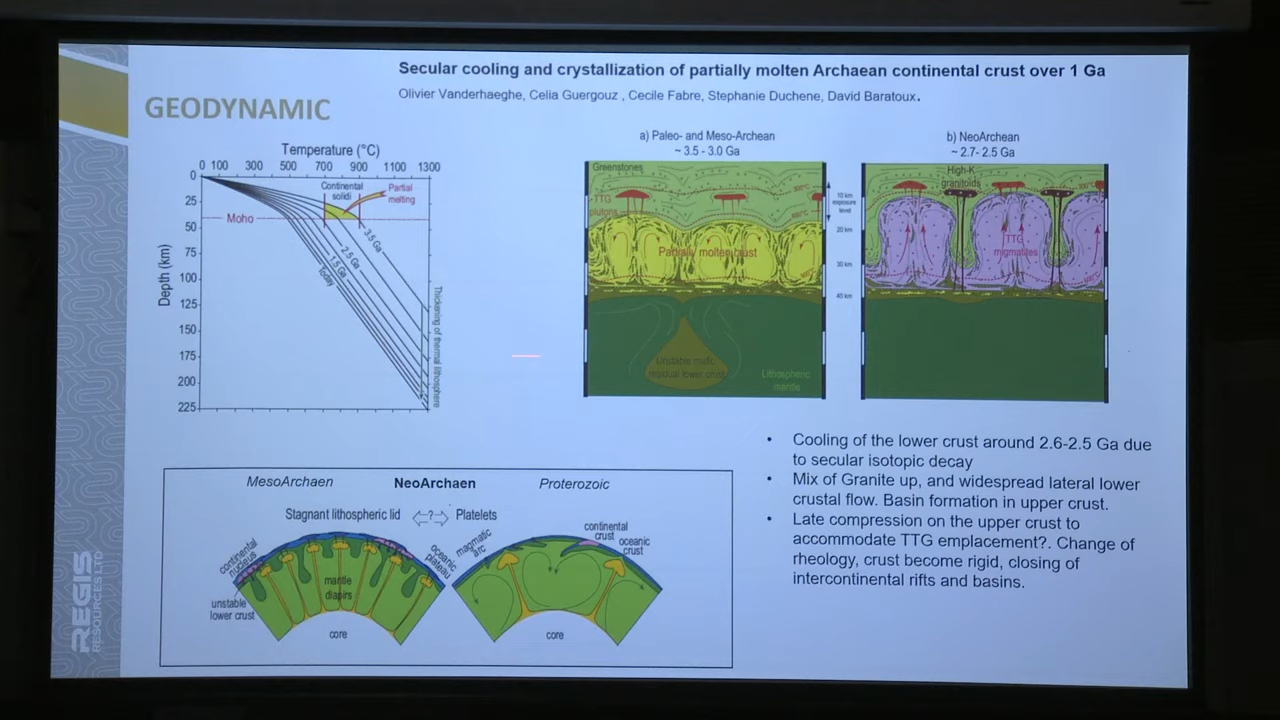 Secular cooling and crystallization of partially molten Archaean continental crust over 1 Ga
Olivier Vanderhaeghe, Celia Guergouz , Cecile Fabre, Stephanie Duchene, David Baratoux.
GEODYNAMIC
Temperature (°C)
0 100 300 500 700 900 1100 1300
Depth (km)
0
25
50
75
100
125
150
175
200
225
Moho
Continental
solidi
Partial
melting
3.5 Ga
2.5 Ga
1.5 Ga
Today
Thickening of thermal lithosphere
a) Paleo- and Meso-Archean
~ 3.5 - 3.0 Ga
Greenstones
TTG
plutons
Partially molten crust
Unstable mafic
residual lower crust
Lithospheric
mantle
10 km
exposure
level
20 km
30 km
40 km
b) NeoArchean
~ 2.7- 2.5 Ga
High-K
granitoids
TTG
migmatites
MesoArchaen
NeoArchaen
Proterozoic
Stagnant lithospheric lid
?
Platelets
continental
nucleus
unstable
lower crust
mantle
diapirs
core
oceanic
plateau
magmatic
arc
continental
crust
oceanic
crust
core
• Cooling of the lower crust around 2.6-2.5 Ga due
to secular isotopic decay
• Mix of Granite up, and widespread lateral lower
crustal flow. Basin formation in upper crust.
• Late compression on the upper crust to
accommodate TTG emplacement?. Change of
rheology, crust become rigid, closing of
intercontinental rifts and basins.
REGIS
RESOURCES LTD